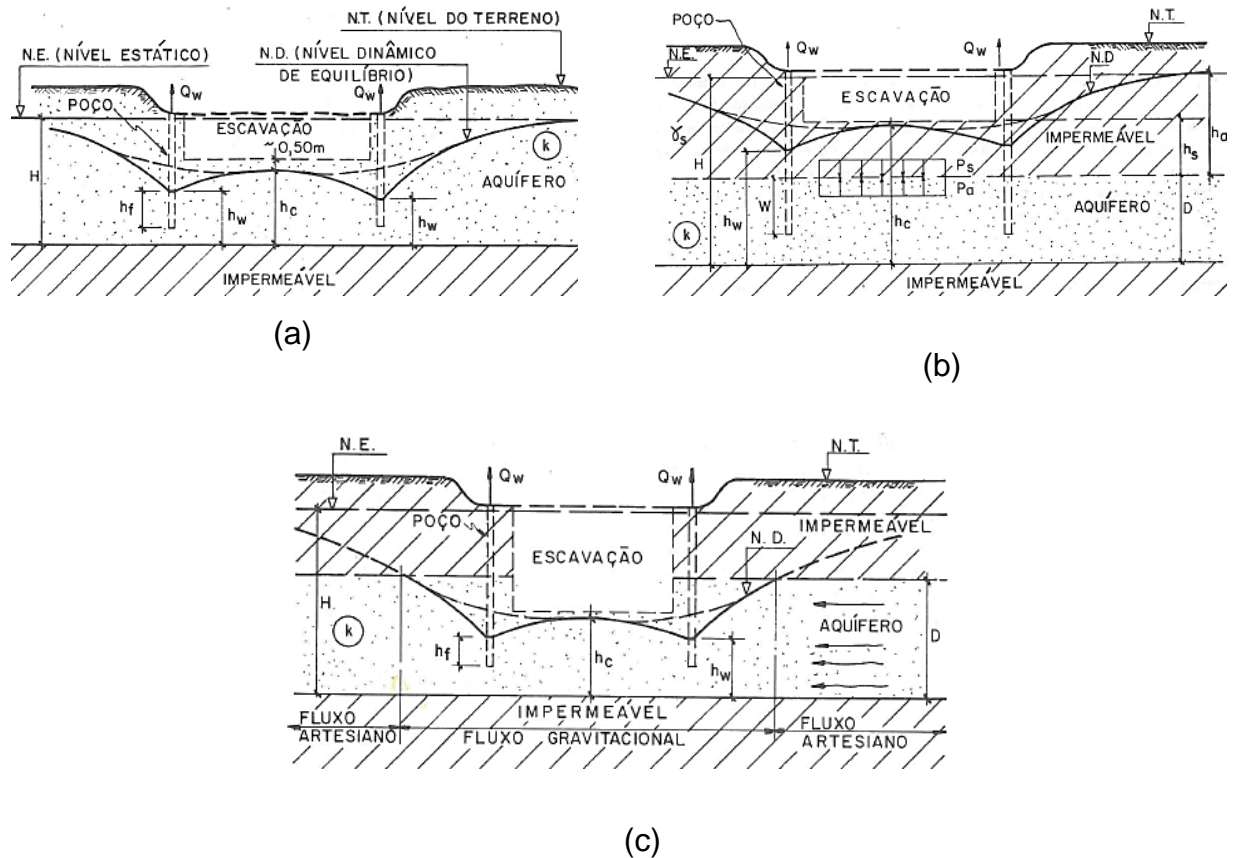 N.T. (NÍVEL DO TERRENO)
N.E. (NÍVEL ESTÁTICO)
N.D. (NÍVEL DINÂMICO
DE EQUILÍBRIO)
Qw
Qw
POÇO
ESCAVAÇÃO
~ 0,50m
k
H
AQUÍFERO
hf
hw
hc
hw
IMPERMEÁVEL
(a)
POÇO
N.T.
N.E.
Qw
Qw
N.D
ESCAVAÇÃO
IMPERMEÁVEL
γs
H
hs
ha
Ps
Pa
W
AQUÍFERO
hw
hc
D
k
IMPERMEÁVEL
(b)
N.E.
N.T.
Qw
Qw
POÇO
IMPERMEÁVEL
ESCAVAÇÃO
N.D.
H
k
AQUÍFERO
D
hf
hc
hw
IMPERMEÁVEL
FLUXO
ARTESIANO
FLUXO GRAVITACIONAL
FLUXO
ARTESIANO
(c)